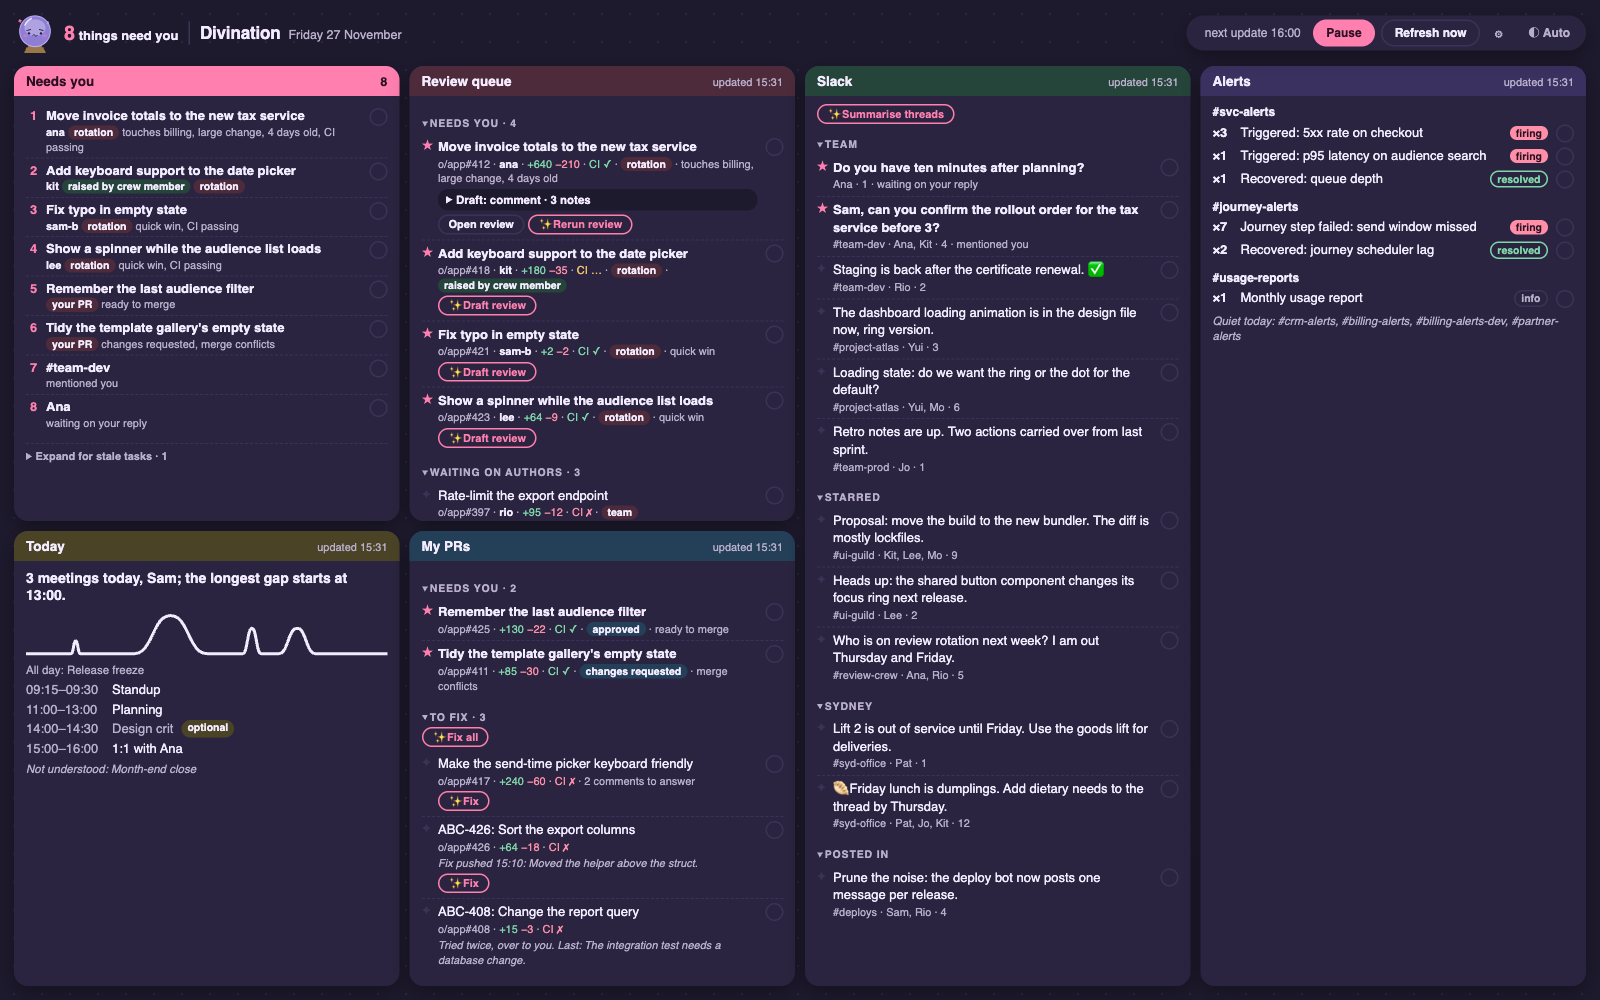 8 things need you
Divination Friday 27 November
next update 16:00 Pause Refresh now Auto
Needs you 8
1 Move invoice totals to the new tax service
ana rotation touches billing, large change, 4 days old, CI
passing
2 Add keyboard support to the date picker
kit raised by crew member rotation
3 Fix typo in empty state
sam-b rotation quick win, CI passing
4 Show a spinner while the audience list loads
lee rotation quick win, CI passing
5 Remember the last audience filter
your PR ready to merge
6 Tidy the template gallery's empty state
your PR changes requested, merge conflicts
7 #team-dev
mentioned you
8 Ana
waiting on your reply
Expand for stale tasks · 1
Today updated 15:31
3 meetings today, Sam; the longest gap starts at
13:00.
All day: Release freeze
09:15–09:30 Standup
11:00–13:00 Planning
14:00–14:30 Design crit optional
15:00–16:00 1:1 with Ana
Not understood: Month-end close
Review queue updated 15:31
NEEDS YOU · 4
Move invoice totals to the new tax service
o/app#412 · ana · +640 −210 · CI ✓ · rotation · touches billing,
large change, 4 days old
Draft: comment · 3 notes
Open review ✨Rerun review
Add keyboard support to the date picker
o/app#418 · kit · +180 −35 · CI … · rotation ·
raised by crew member
✨Draft review
Fix typo in empty state
o/app#421 · sam-b · +2 −2 · CI ✓ · rotation · quick win
✨Draft review
Show a spinner while the audience list loads
o/app#423 · lee · +64 −9 · CI ✓ · rotation · quick win
✨Draft review
WAITING ON AUTHORS · 3
Rate-limit the export endpoint
o/app#397 · rio · +95 −12 · CI ✗ · team
My PRs updated 15:31
NEEDS YOU · 2
Remember the last audience filter
o/app#425 · +130 −22 · CI ✓ · approved · ready to merge
Tidy the template gallery's empty state
o/app#411 · +85 −30 · CI ✓ · changes requested · merge
conflicts
TO FIX · 3
✨Fix all
Make the send-time picker keyboard friendly
o/app#417 · +240 −60 · CI ✗ · 2 comments to answer
✨Fix
ABC-426: Sort the export columns
o/app#426 · +64 −18 · CI ✗
Fix pushed 15:10: Moved the helper above the struct.
✨Fix
ABC-408: Change the report query
o/app#408 · +15 −3 · CI ✗
Tried twice, over to you. Last: The integration test needs a
database change.
Slack updated 15:31
✨Summarise threads
TEAM
Do you have ten minutes after planning?
Ana · 1 · waiting on your reply
Sam, can you confirm the rollout order for the tax
service before 3?
#team-dev · Ana, Kit · 4 · mentioned you
Staging is back after the certificate renewal. ✅
#team-dev · Rio · 2
The dashboard loading animation is in the design file
now, ring version.
#project-atlas · Yui · 3
Loading state: do we want the ring or the dot for the
default?
#project-atlas · Yui, Mo · 6
Retro notes are up. Two actions carried over from last
sprint.
#team-prod · Jo · 1
STARRED
Proposal: move the build to the new bundler. The diff is
mostly lockfiles.
#ui-guild · Kit, Lee, Mo · 9
Heads up: the shared button component changes its
focus ring next release.
#ui-guild · Lee · 2
Who is on review rotation next week? I am out
Thursday and Friday.
#review-crew · Ana, Rio · 5
SYDNEY
Lift 2 is out of service until Friday. Use the goods lift for
deliveries.
#syd-office · Pat · 1
🥟Friday lunch is dumplings. Add dietary needs to the
thread by Thursday.
#syd-office · Pat, Jo, Kit · 12
POSTED IN
Prune the noise: the deploy bot now posts one
message per release.
#deploys · Sam, Rio · 4
Alerts updated 15:31
#svc-alerts
×3 Triggered: 5xx rate on checkout firing
×1 Triggered: p95 latency on audience search firing
×1 Recovered: queue depth resolved
#journey-alerts
×7 Journey step failed: send window missed firing
×2 Recovered: journey scheduler lag resolved
#usage-reports
×1 Monthly usage report info
Quiet today: #crm-alerts, #billing-alerts, #billing-alerts-dev, #partner-
alerts